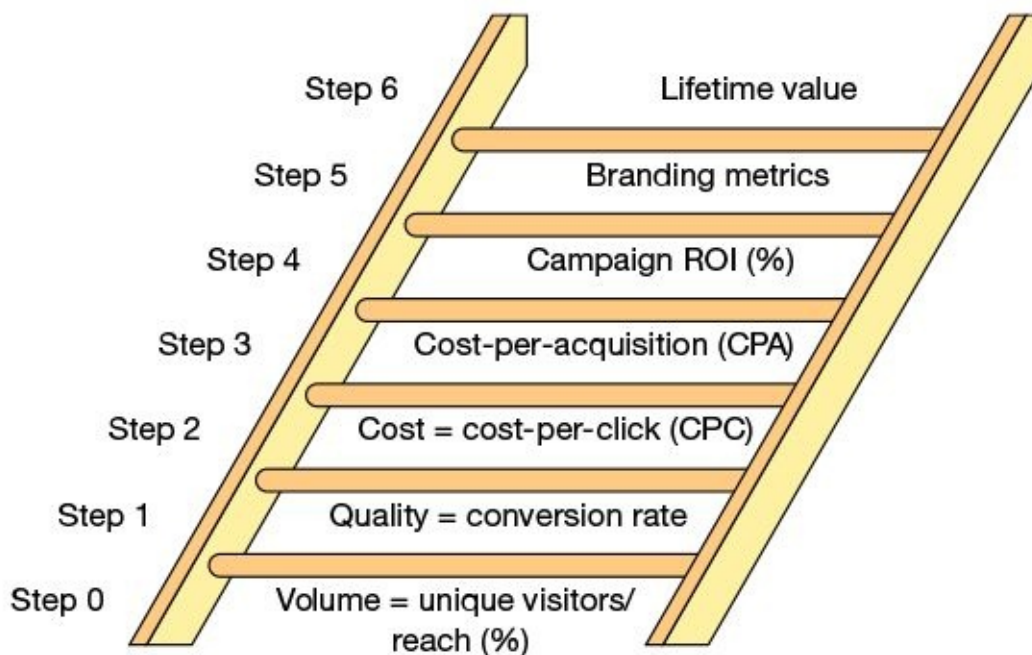 Step 6 Lifetime value
Step 5 Branding metrics
Step 4 Campaign ROI (%)
Step 3 Cost-per-acquisition (CPA)
Step 2 Cost = cost-per-click (CPC)
Step 1 Quality = conversion rate
Step 0 Volume = unique visitors/
reach (%)